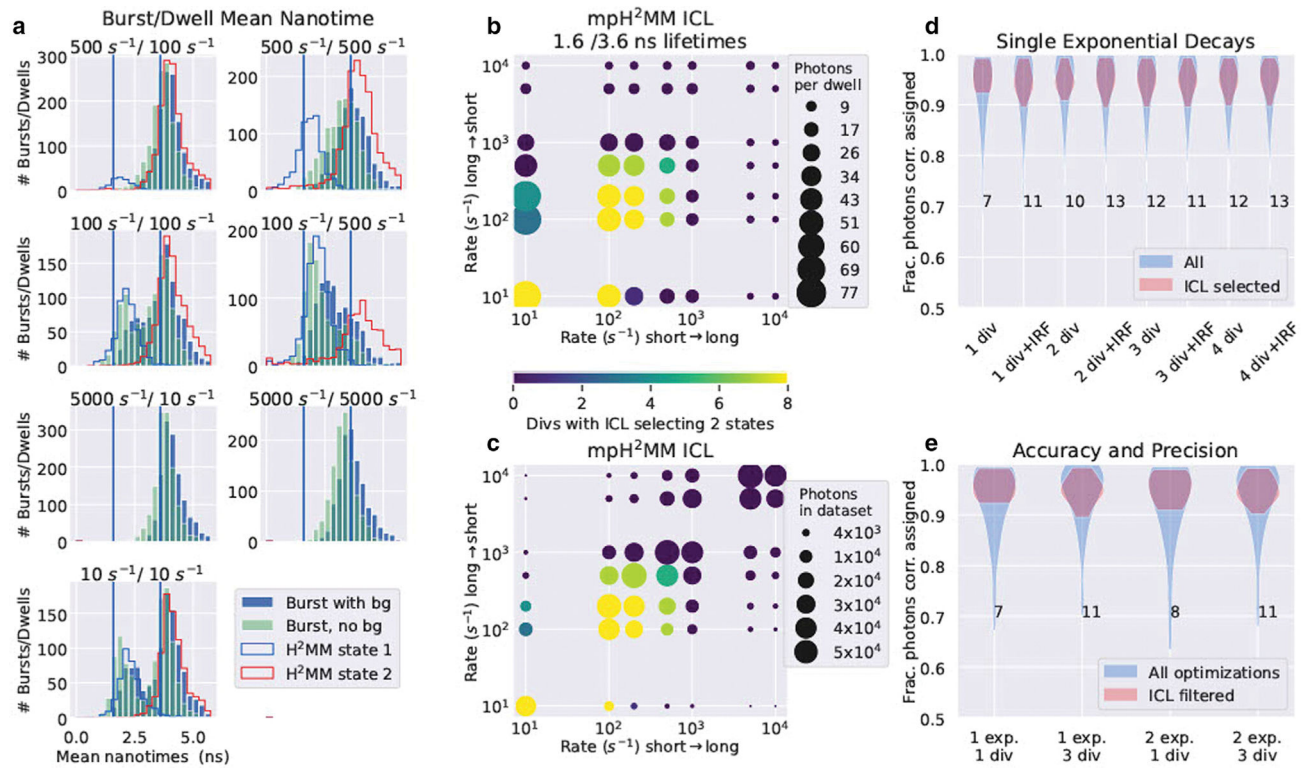 a
Burst/Dwell Mean Nanotime
500 s⁻¹/ 100 s⁻¹
500 s⁻¹/ 500 s⁻¹
# Bursts/Dwells
300
200
100
0
200
100
0
100 s⁻¹/ 100 s⁻¹
100 s⁻¹/ 500 s⁻¹
# Bursts/Dwells
150
100
50
0
200
100
0
5000 s⁻¹/ 10 s⁻¹
5000 s⁻¹/ 5000 s⁻¹
# Bursts/Dwells
300
200
100
0
200
100
0
10 s⁻¹/ 10 s⁻¹
# Bursts/Dwells
150
100
50
0
0.0 2.5 5.0
Mean nanotimes (ns)
Burst with bg
Burst, no bg
H²MM state 1
H²MM state 2
b
mpH²MM ICL
1.6 /3.6 ns lifetimes
Rate (s⁻¹) long→short
10⁴
10³
10²
10¹
10¹ 10² 10³ 10⁴
Rate (s⁻¹) short→long
Photons
per dwell
9
17
26
34
43
51
60
69
77
0 2 4 6 8
Divs with ICL selecting 2 states
c
mpH²MM ICL
Rate (s⁻¹) long→short
10⁴
10³
10²
10¹
10¹ 10² 10³ 10⁴
Rate (s⁻¹) short→long
Photons
in dataset
4x10³
1x10⁴
2x10⁴
3x10⁴
4x10⁴
5x10⁴
d
Single Exponential Decays
Frac. photons corr. assigned
1.0
0.9
0.8
0.7
0.6
0.5
7 11 10 13 12 11 12 13
All
ICL selected
1 div
1 div+IRF
2 div
2 div+IRF
3 div
3 div+IRF
4 div
4 div+IRF
e
Accuracy and Precision
Frac. photons corr. assigned
1.0
0.9
0.8
0.7
0.6
0.5
7 11 8 11
All optimizations
ICL filtered
1 exp. 1 exp. 2 exp. 2 exp.
1 div 3 div 1 div 3 div